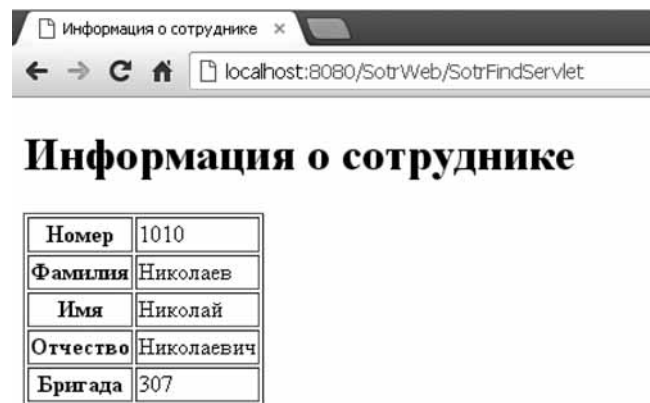 Информация о сотруднике ×
localhost:8080/SotrWeb/SotrFindServlet
Информация о сотруднике
Номер 1010
Фамилия Николаев
Имя Николай
Отчество Николаевич
Бригада 307